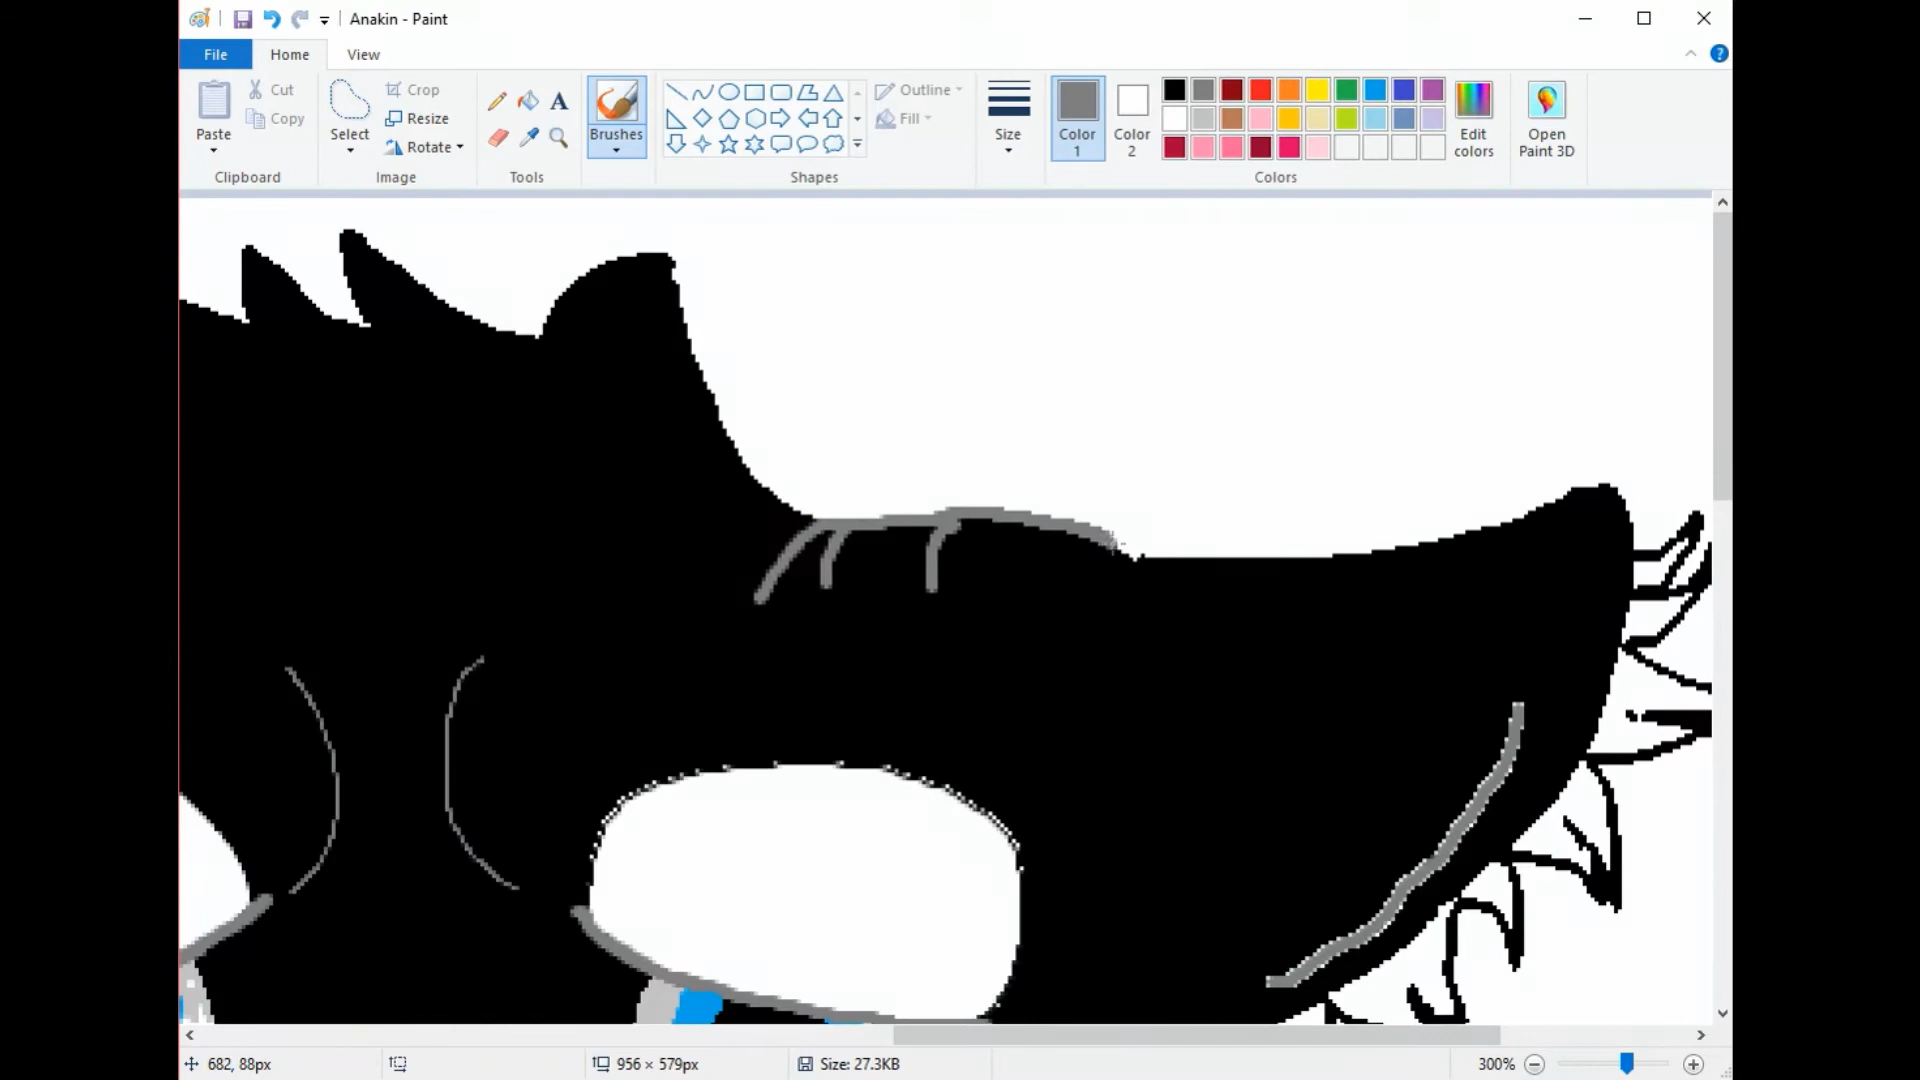 Anakin - Paint
File Home View
Paste Cut Copy
Select Crop Resize Rotate
A
Brushes
Outline Fill
Size
Color 1
Color 2
Edit colors
Open Paint 3D
Clipboard Image Tools Shapes Colors
682, 88px 956 × 579px Size: 27.3KB 300%